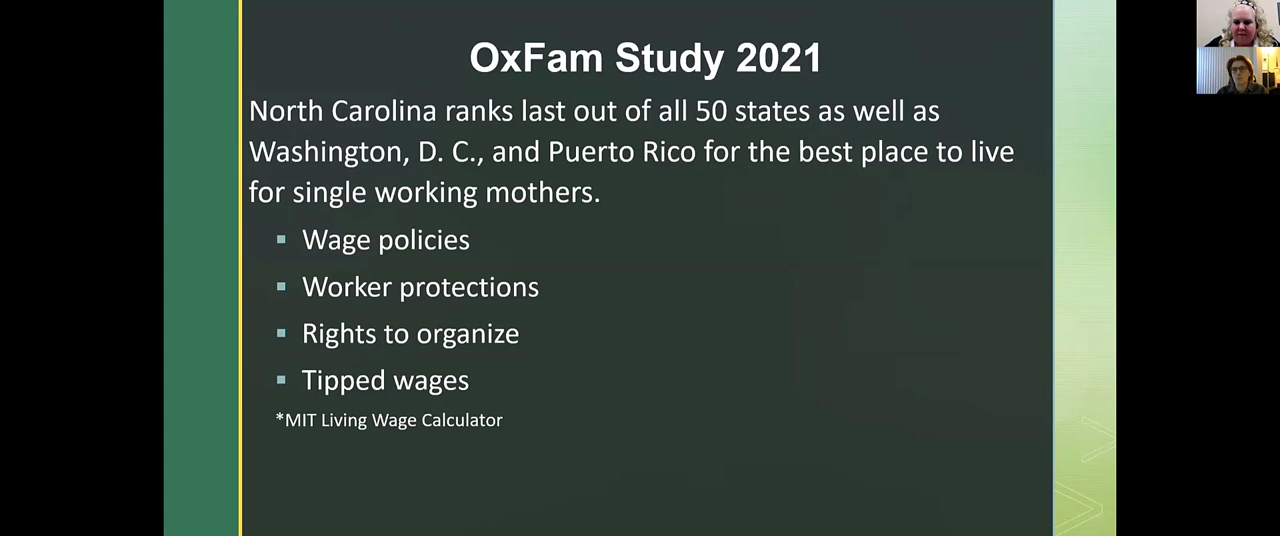 OxFam Study 2021
North Carolina ranks last out of all 50 states as well as
Washington, D. C., and Puerto Rico for the best place to live
for single working mothers.
▪ Wage policies
▪ Worker protections
▪ Rights to organize
▪ Tipped wages
*MIT Living Wage Calculator